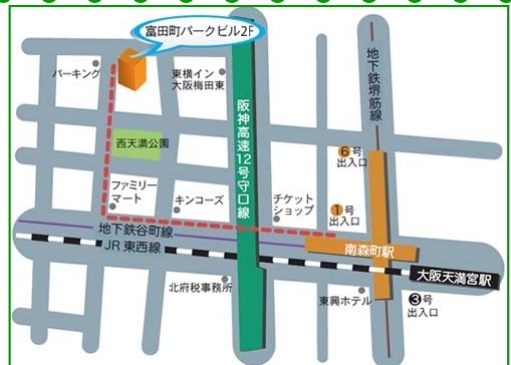 富田町パークビル2F
パーキング
東横イン
大阪梅田東
地下鉄堺筋線
阪神高速12号守口線
西天満公園
6号
出入口
ファミリー
マート
キンコーズ
チケット
ショップ
1号
出入口
地下鉄谷町線
JR東西線
南森町駅
大阪天満宮駅
北府税事務所
東興ホテル
3号
出入口